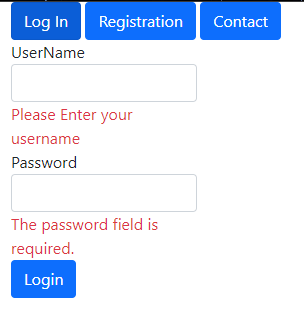 Log In Registration Contact
UserName
Please Enter your
username
Password
The password field is
required.
Login